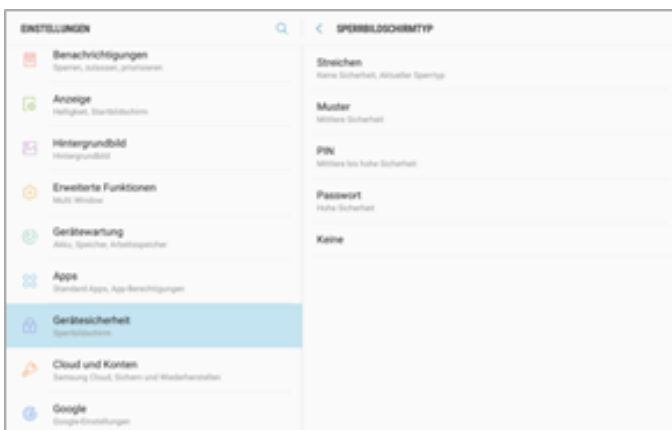 EINSTELLUNGEN
Benachrichtigungen
Sperren, zulassen, priorisieren
Anzeige
Helligkeit, Startbildschirm
Hintergrundbild
Hintergrundbild
Erweiterte Funktionen
Multi Window
Gerätewartung
Akku, Speicher, Arbeitsspeicher
Apps
Standard-Apps, App-Berechtigungen
Gerätesicherheit
Sperrbildschirm
Cloud und Konten
Samsung Cloud, Sichern und Wiederherstellen
Google
Google-Einstellungen
SPERRBILDSCHIRMTYP
Streichen
Keine Sicherheit, Aktueller Sperrtyp
Muster
Mittlere Sicherheit
PIN
Mittlere bis hohe Sicherheit
Passwort
Hohe Sicherheit
Keine